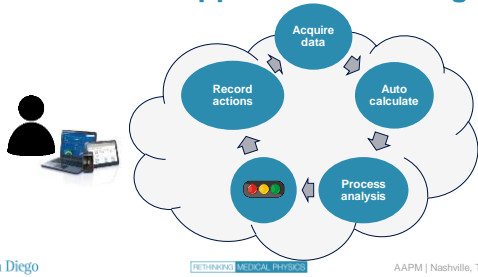 Acquire
data
Record
actions
Auto
calculate
Process
analysis
Diego
RETHINKING MEDICAL PHYSICS
AAPM | Nashville,